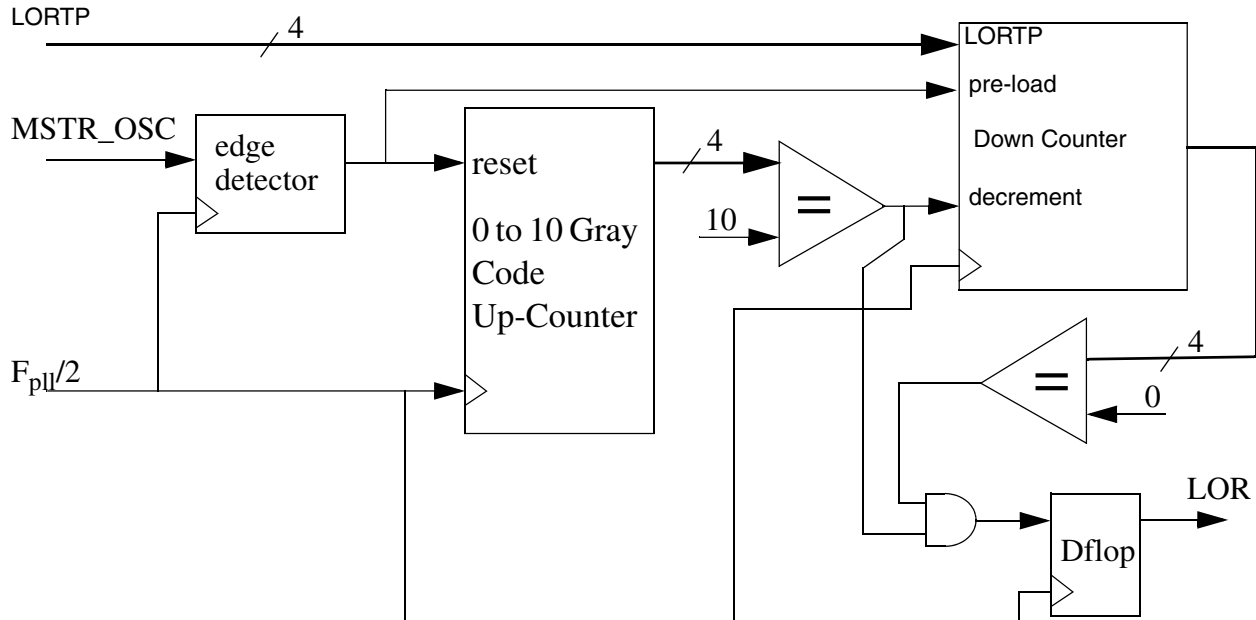 LORTP
4
LORTP
pre-load
MSTR_OSC
edge
detector
reset
4
Down Counter
=
decrement
10
0 to 10 Gray
Code
Up-Counter
Fpll/2
4
=
0
LOR
Dflop